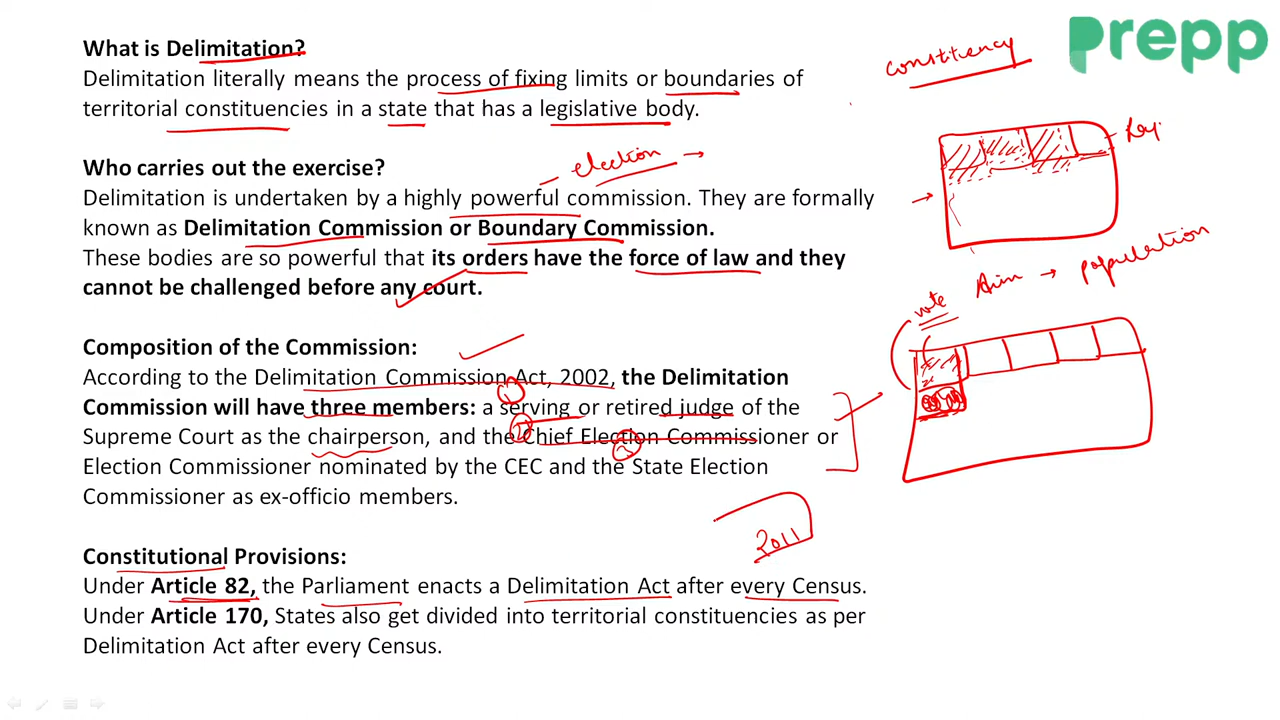 Prepp
constituency
What is Delimitation?
Delimitation literally means the process of fixing limits or boundaries of
territorial constituencies in a state that has a legislative body.
Who carries out the exercise?
election
Delimitation is undertaken by a highly powerful commission. They are formally
known as Delimitation Commission or Boundary Commission.
These bodies are so powerful that its orders have the force of law and they
cannot be challenged before any court.
Aim → population
note
Composition of the Commission:
According to the Delimitation Commission Act, 2002, the Delimitation
Commission will have three members: a serving or retired judge of the
Supreme Court as the chairperson, and the Chief Election Commissioner or
Election Commissioner nominated by the CEC and the State Election
Commissioner as ex-officio members.
1
2
3
2011
Constitutional Provisions:
Under Article 82, the Parliament enacts a Delimitation Act after every Census.
Under Article 170, States also get divided into territorial constituencies as per
Delimitation Act after every Census.